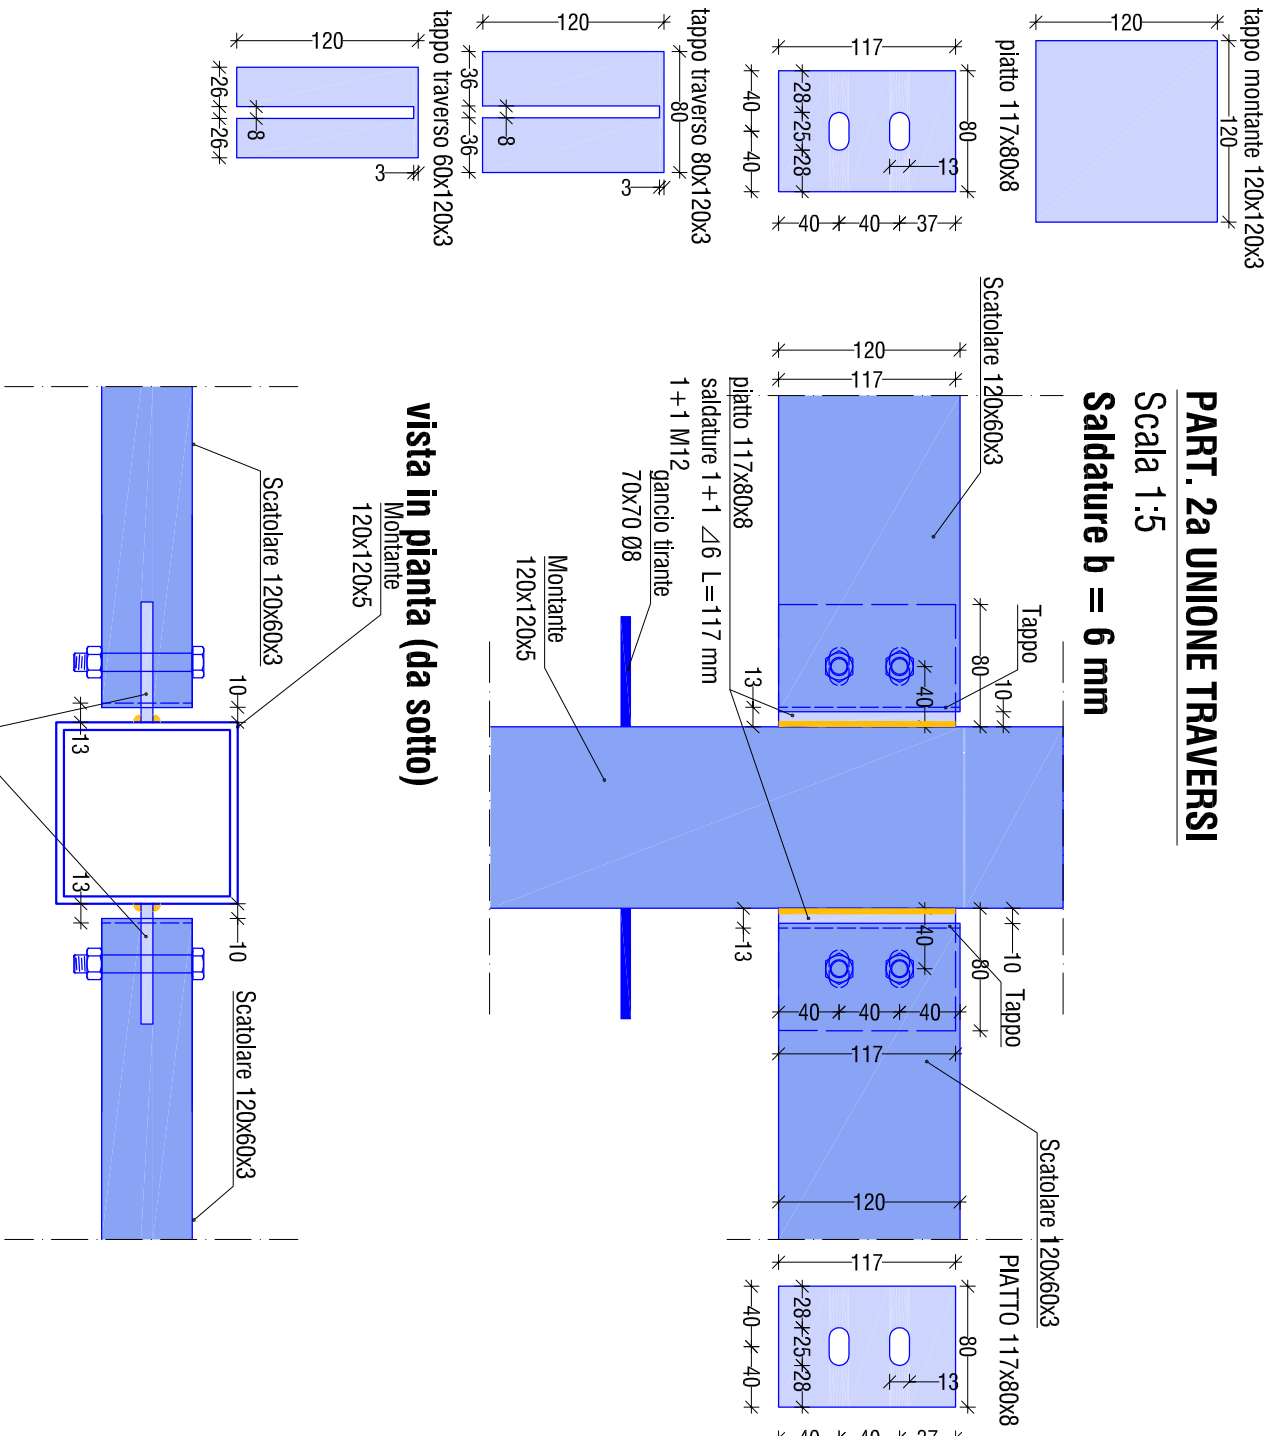 PART. 2a UNIONE TRAVERSI
Scala 1:5
Saldature b = 6 mm
tappo montante 120x120x3
120
120
piatto 117x80x8
117
80
28
25
28
40
40
13
40
40
37
tappo traverso 80x120x3
120
80
36
36
8
3
tappo traverso 60x120x3
120
26
26
8
3
Scatolare 120x60x3
120
117
piatto 117x80x8
saldature 1+1 ⊿6 L=117 mm
1+1 M12
gancio tirante
70x70 Ø8
Montante
120x120x5
Tappo
80
10
40
13
13
10
Tappo
80
40
40
40
40
117
120
Scatolare 120x60x3
PIATTO 117x80x8
117
80
28
25
28
40
40
13
40
40
37
vista in pianta (da sotto)
Montante
120x120x5
Scatolare 120x60x3
10
13
13
10
Scatolare 120x60x3